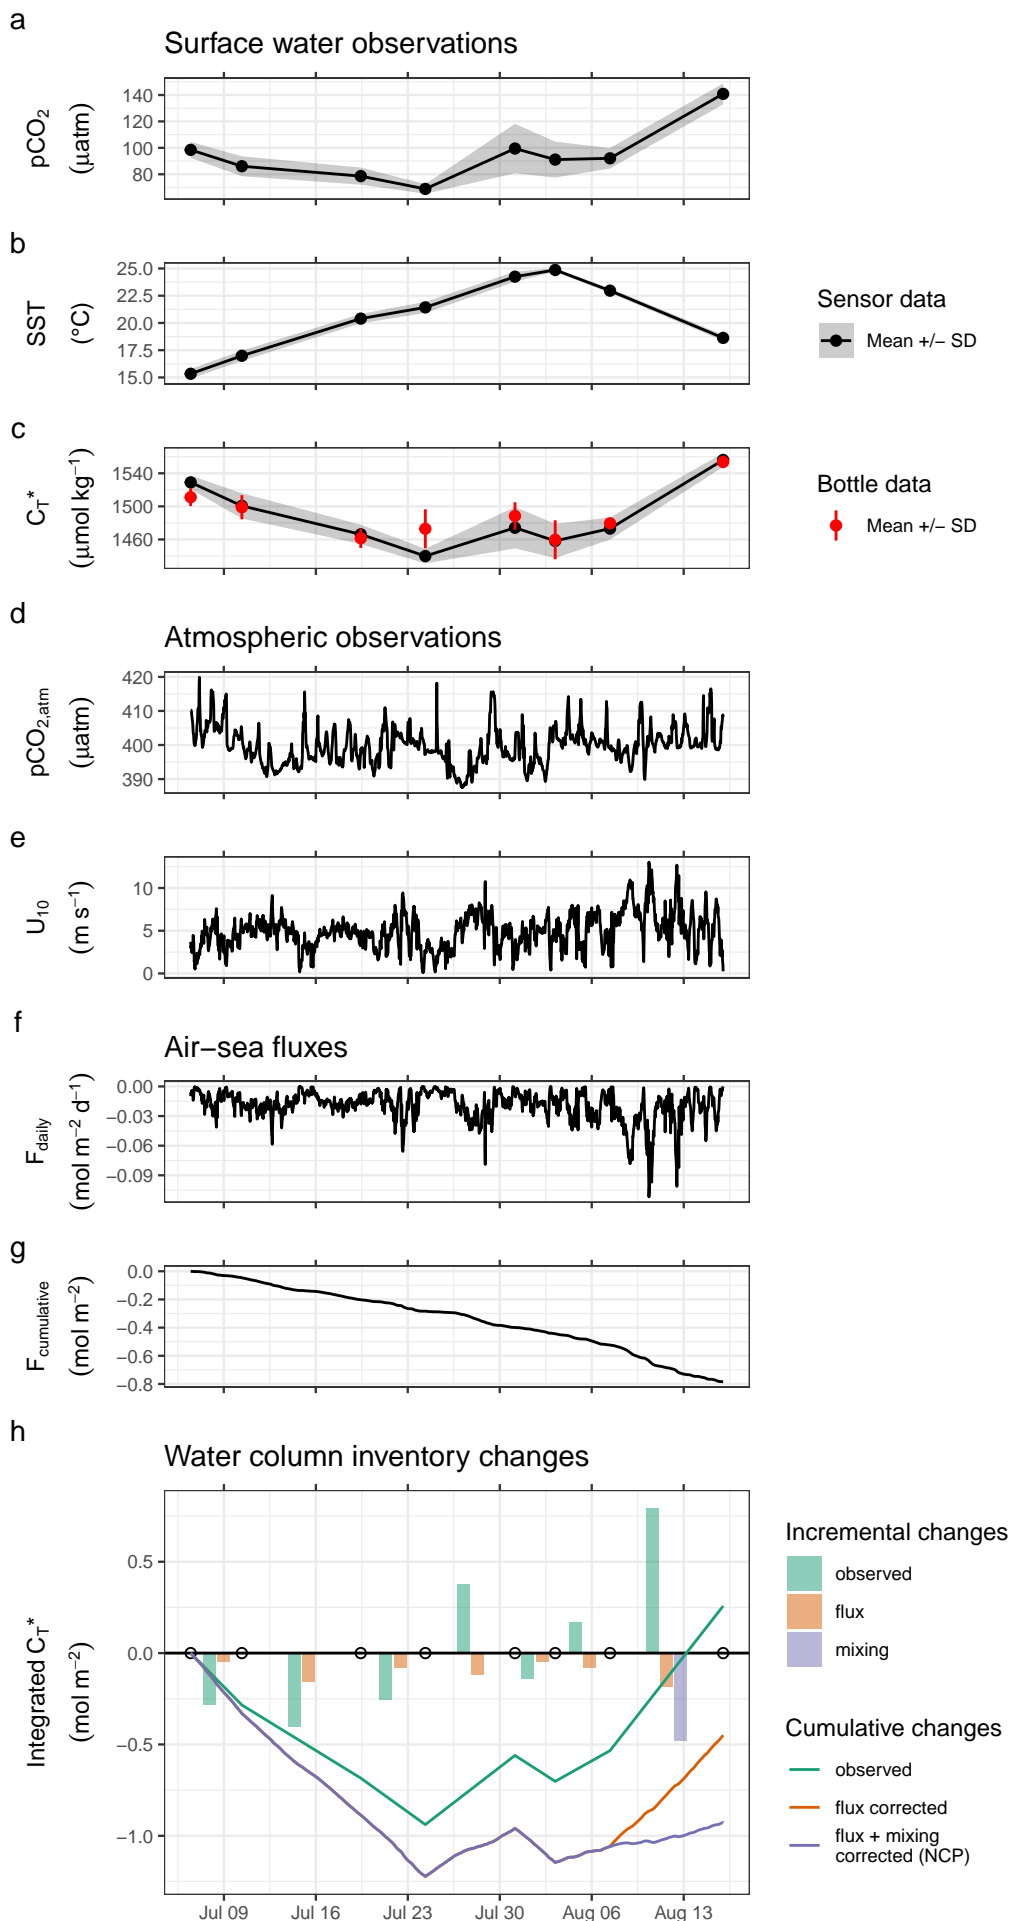 a
Surface water observations
pCO₂
(µatm)
140
120
100
80
b
SST
(°C)
25.0
22.5
20.0
17.5
15.0
Sensor data
Mean +/− SD
c
C_T*
(µmol kg⁻¹)
1540
1500
1460
Bottle data
Mean +/− SD
d
Atmospheric observations
pCO₂,atm
(µatm)
420
410
400
390
e
U₁₀
(m s⁻¹)
10
5
0
f
Air−sea fluxes
F_daily
(mol m⁻² d⁻¹)
0.00
−0.03
−0.06
−0.09
g
F_cumulative
(mol m⁻²)
0.0
−0.2
−0.4
−0.6
−0.8
h
Water column inventory changes
Integrated C_T*
(mol m⁻²)
0.5
0.0
−0.5
−1.0
Jul 09
Jul 16
Jul 23
Jul 30
Aug 06
Aug 13
Incremental changes
observed
flux
mixing
Cumulative changes
observed
flux corrected
flux + mixing
corrected (NCP)